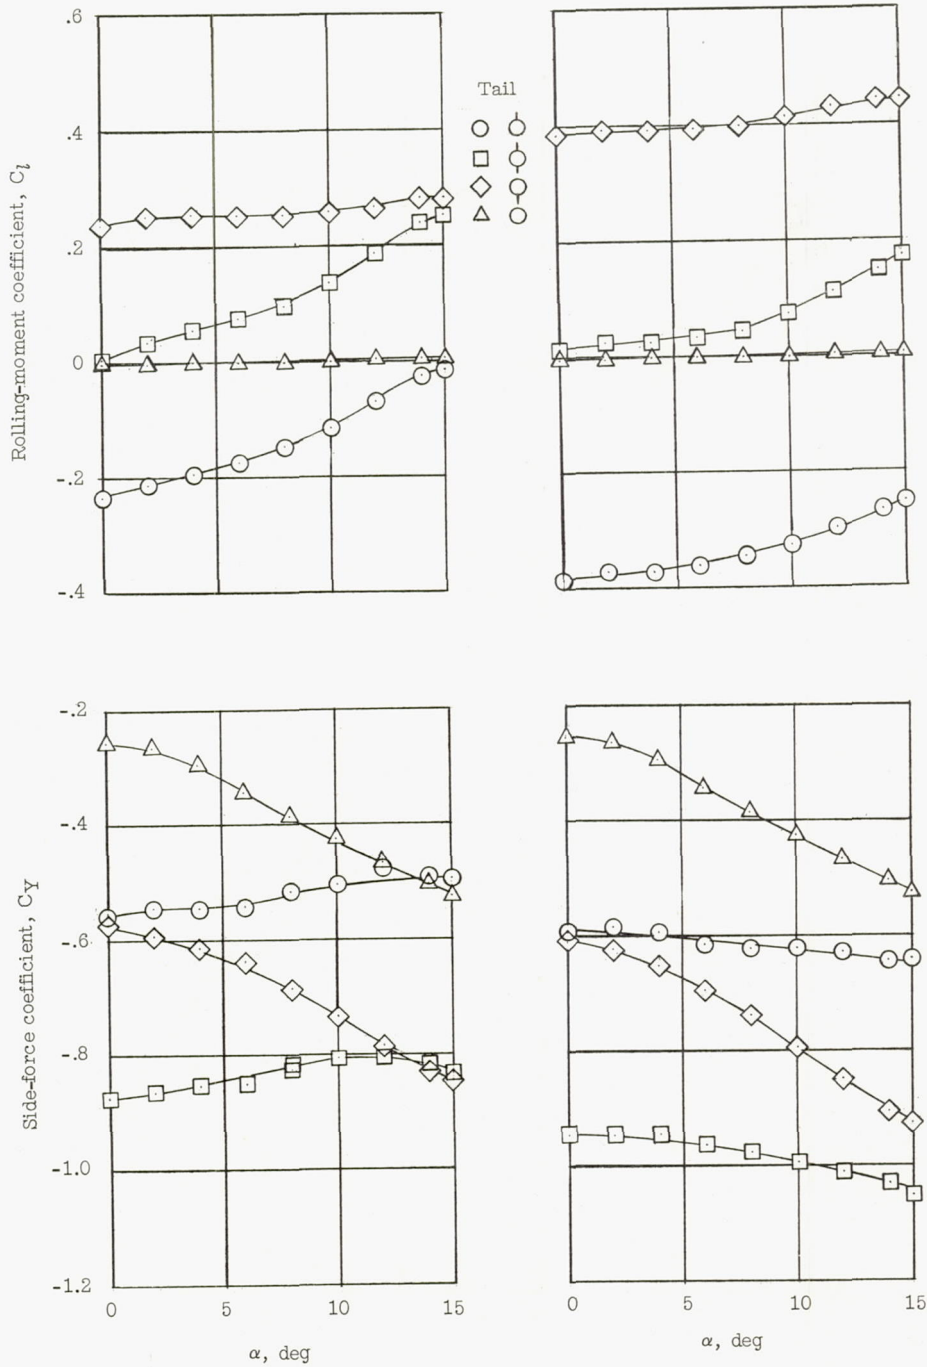 Rolling-moment coefficient, Cl
.6
.4
.2
0
-.2
-.4
Tail
Side-force coefficient, CY
-.2
-.4
-.6
-.8
-1.0
-1.2
0 5 10 15
α, deg
0 5 10 15
α, deg